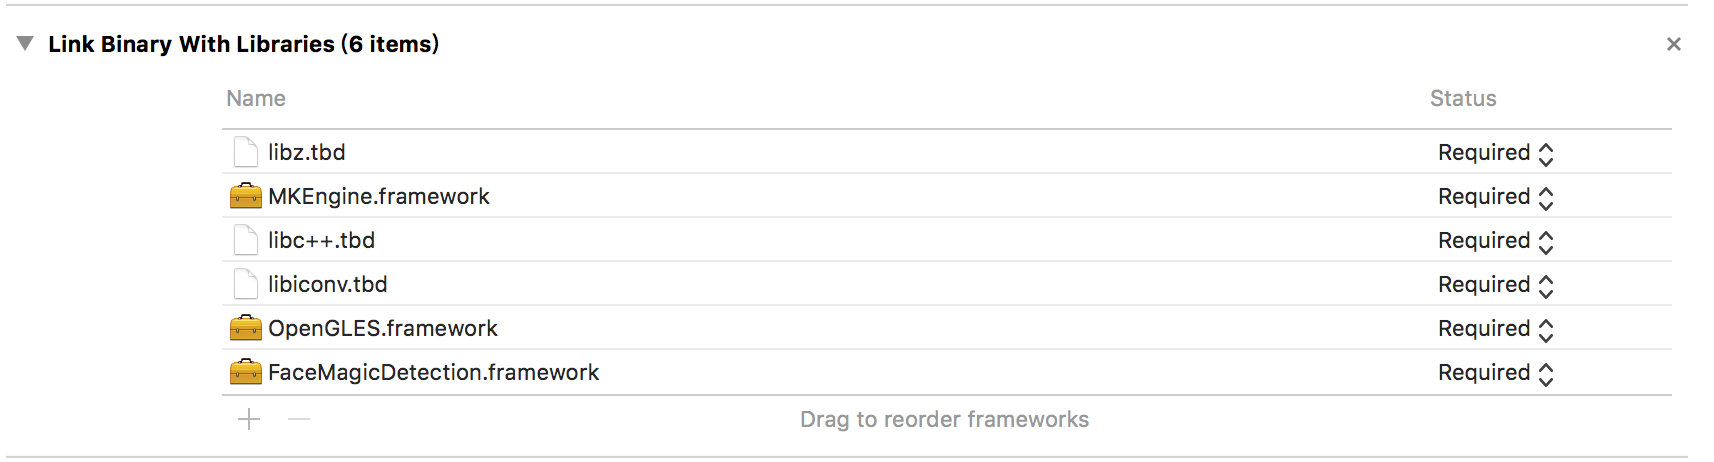 Link Binary With Libraries (6 items)
Name Status
libz.tbd Required
MKEngine.framework Required
libc++.tbd Required
libiconv.tbd Required
OpenGLES.framework Required
FaceMagicDetection.framework Required
Drag to reorder frameworks